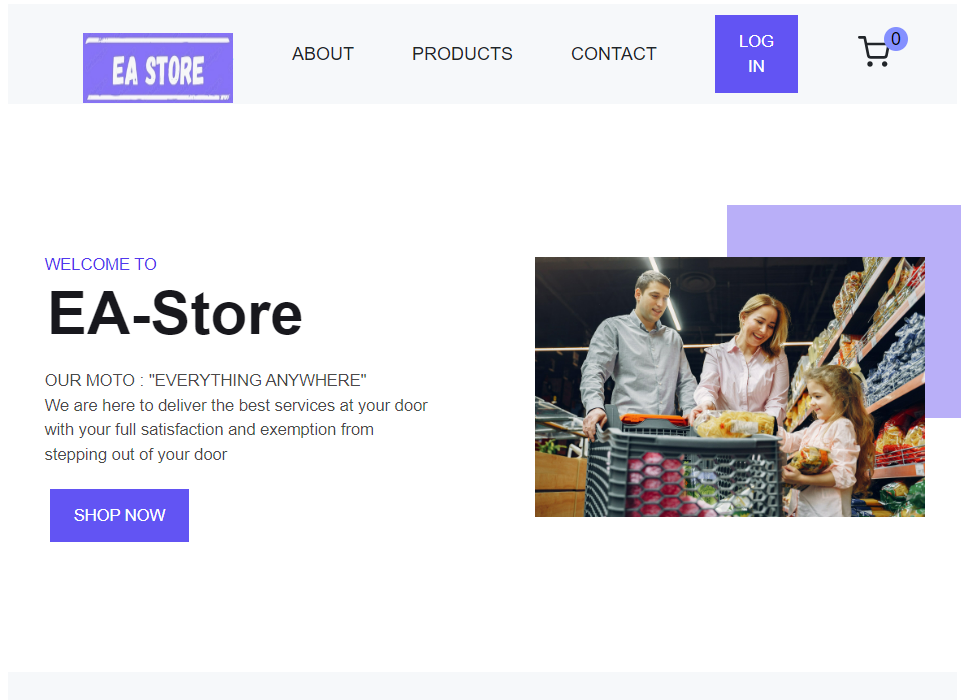 EA STORE
ABOUT
PRODUCTS
CONTACT
LOG
IN
0
WELCOME TO
EA-Store
OUR MOTO : "EVERYTHING ANYWHERE"
We are here to deliver the best services at your door
with your full satisfaction and exemption from
stepping out of your door
SHOP NOW